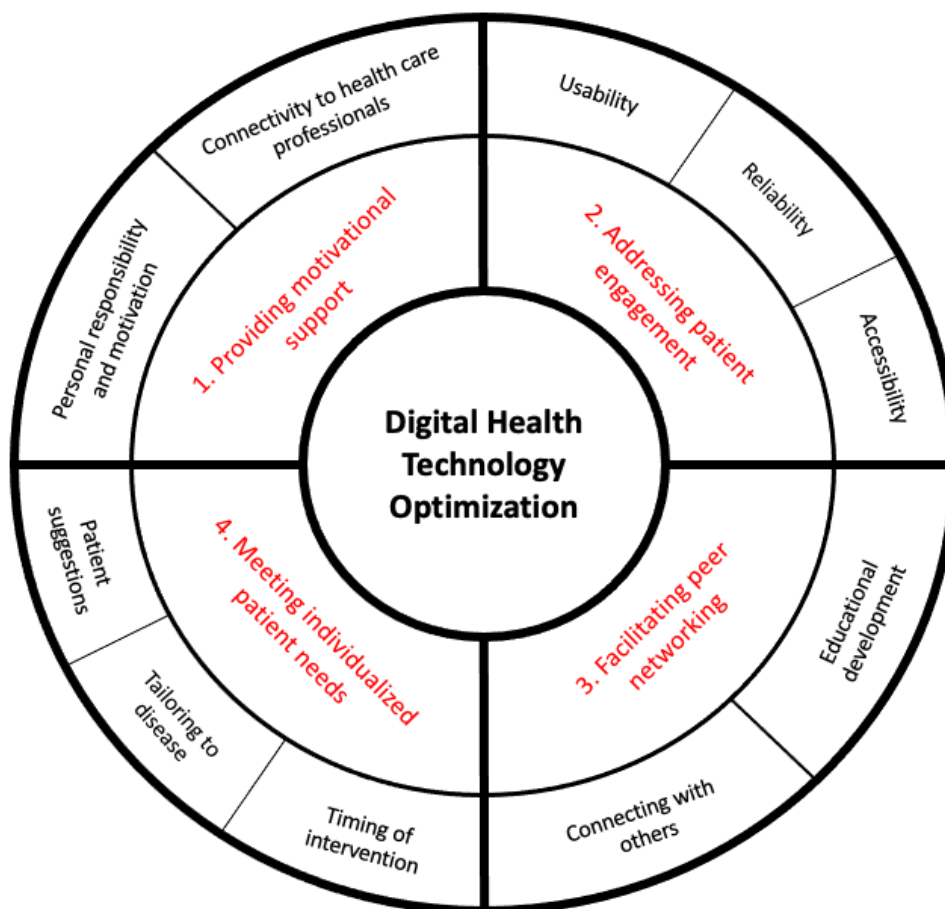 Digital Health
Technology
Optimization
1. Providing motivational
support
Personal responsibility
and motivation
Connectivity to health care
professionals
2. Addressing patient
engagement
Usability
Reliability
Accessibility
3. Facilitating peer
networking
Educational
development
Connecting with
others
4. Meeting individualized
patient needs
Timing of
intervention
Tailoring to
disease
Patient
suggestions